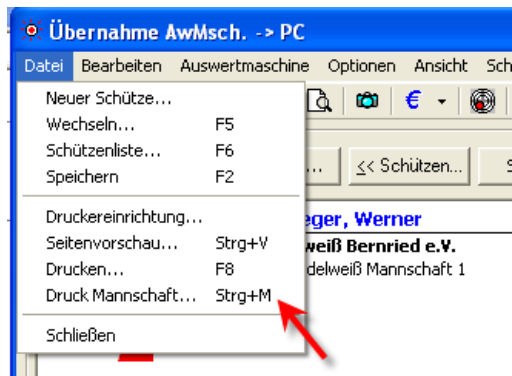 Übernahme AwMsch. -> PC
Datei Bearbeiten Auswertmaschine Optionen Ansicht Sch
Neuer Schütze...
Wechseln... F5
Schützenliste... F6
Speichern F2
€
... << Schützen... S
Druckereinrichtung...
Seitenvorschau... Strg+V
Drucken... F8
Druck Mannschaft... Strg+M
Schließen
eger, Werner
weiß Bernried e.V.
delweiß Mannschaft 1